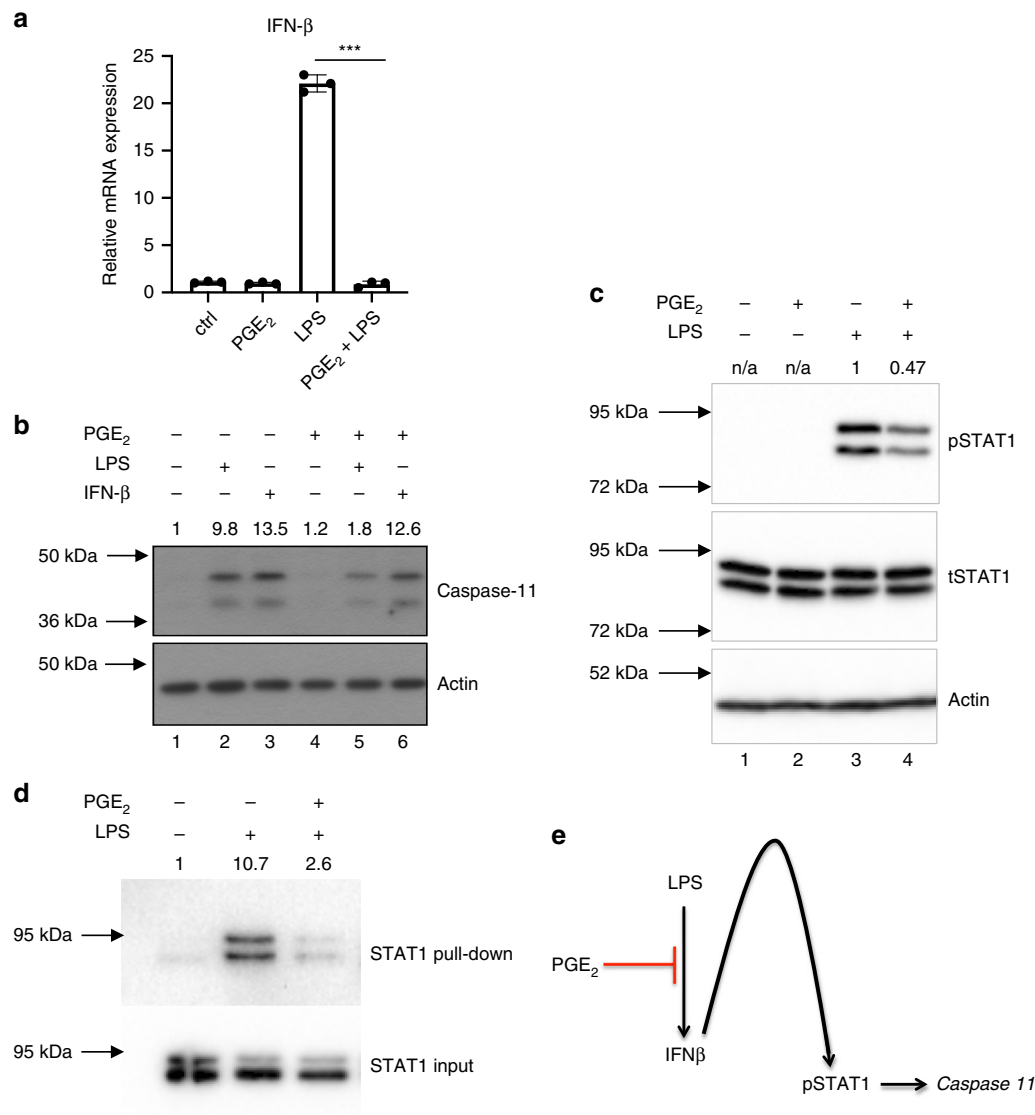 a
IFN-β
***
25
20
15
10
5
0
Relative mRNA expression
ctrl
PGE₂
LPS
PGE₂ + LPS
b
PGE₂ – – – + + +
LPS – + – – + –
IFN-β – – + – – +
1 9.8 13.5 1.2 1.8 12.6
50 kDa
Caspase-11
36 kDa
50 kDa
Actin
1 2 3 4 5 6
c
PGE₂ – + – +
LPS – – + +
n/a n/a 1 0.47
95 kDa
pSTAT1
72 kDa
95 kDa
tSTAT1
72 kDa
52 kDa
Actin
1 2 3 4
d
PGE₂ – – +
LPS – + +
1 10.7 2.6
95 kDa
STAT1 pull-down
95 kDa
STAT1 input
e
LPS
PGE₂
IFNβ
pSTAT1 Caspase 11